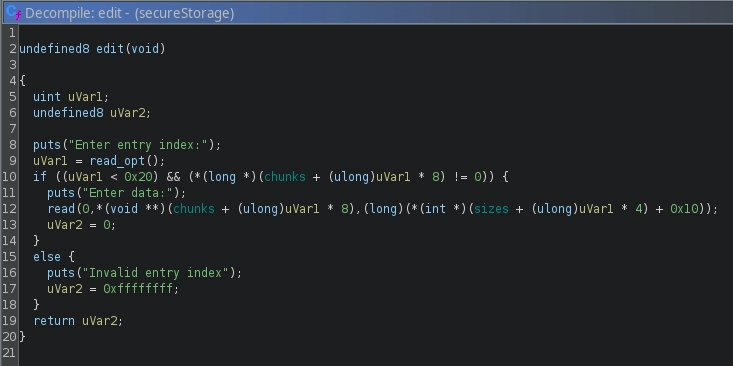 Decompile: edit - (secureStorage)
1
2 undefined8 edit(void)
3
4 {
5 uint uVar1;
6 undefined8 uVar2;
7
8 puts("Enter entry index:");
9 uVar1 = read_opt();
10 if ((uVar1 < 0x20) && (*(long *)(chunks + (ulong)uVar1 * 8) != 0)) {
11 puts("Enter data:");
12 read(0,*(void **)(chunks + (ulong)uVar1 * 8),(long)(*(int *)(sizes + (ulong)uVar1 * 4) + 0x10));
13 uVar2 = 0;
14 }
15 else {
16 puts("Invalid entry index");
17 uVar2 = 0xffffffff;
18 }
19 return uVar2;
20 }
21